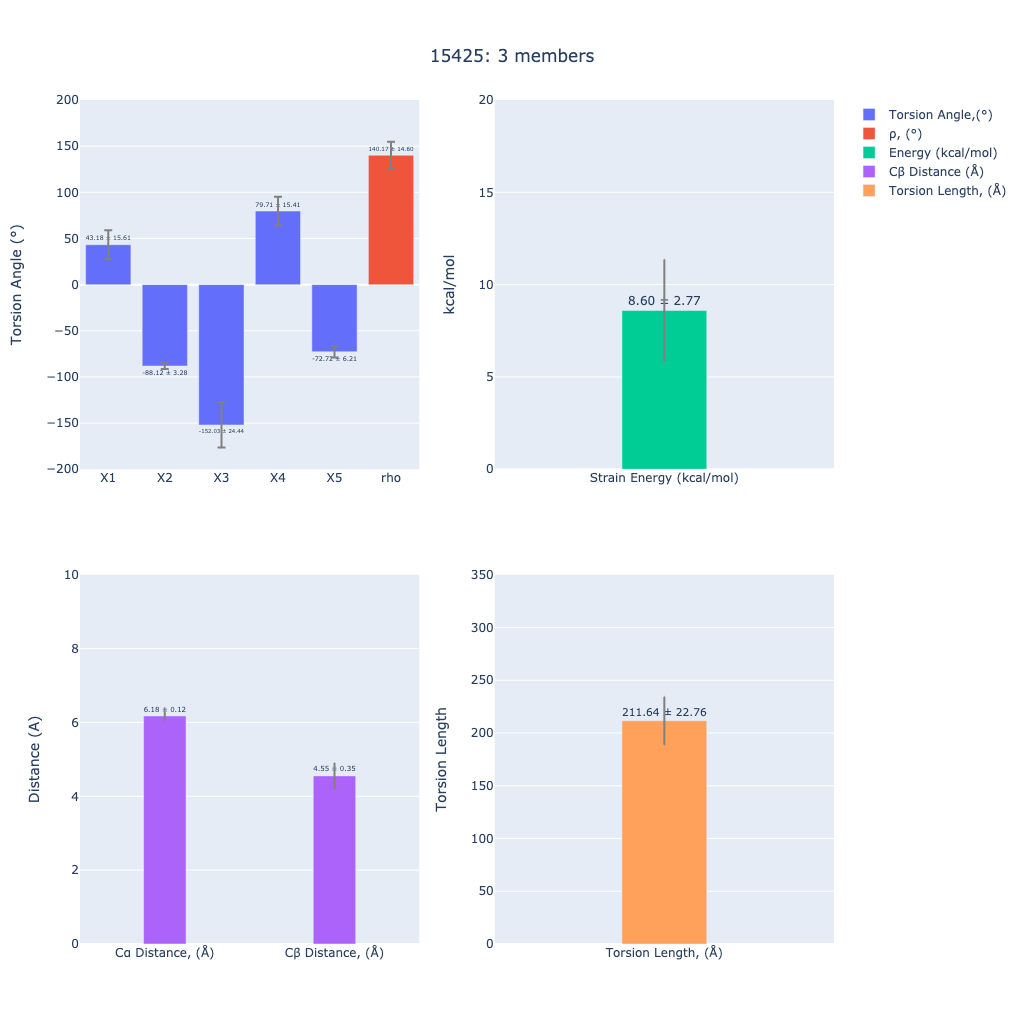 15425: 3 members
Torsion Angle (°)
200
150
100
50
0
−50
−100
−150
−200
43.18 ± 15.61
-88.12 ± 3.28
-152.03 ± 24.44
79.71 ± 15.41
-72.72 ± 6.21
140.17 ± 14.60
X1 X2 X3 X4 X5 rho
kcal/mol
20
15
10
5
0
8.60 ± 2.77
Strain Energy (kcal/mol)
Torsion Angle,(°)
ρ, (°)
Energy (kcal/mol)
Cβ Distance (Å)
Torsion Length, (Å)
Distance (A)
10
8
6
4
2
0
6.18 ± 0.12
4.55 ± 0.35
Cα Distance, (Å) Cβ Distance, (Å)
Torsion Length
350
300
250
200
150
100
50
0
211.64 ± 22.76
Torsion Length, (Å)